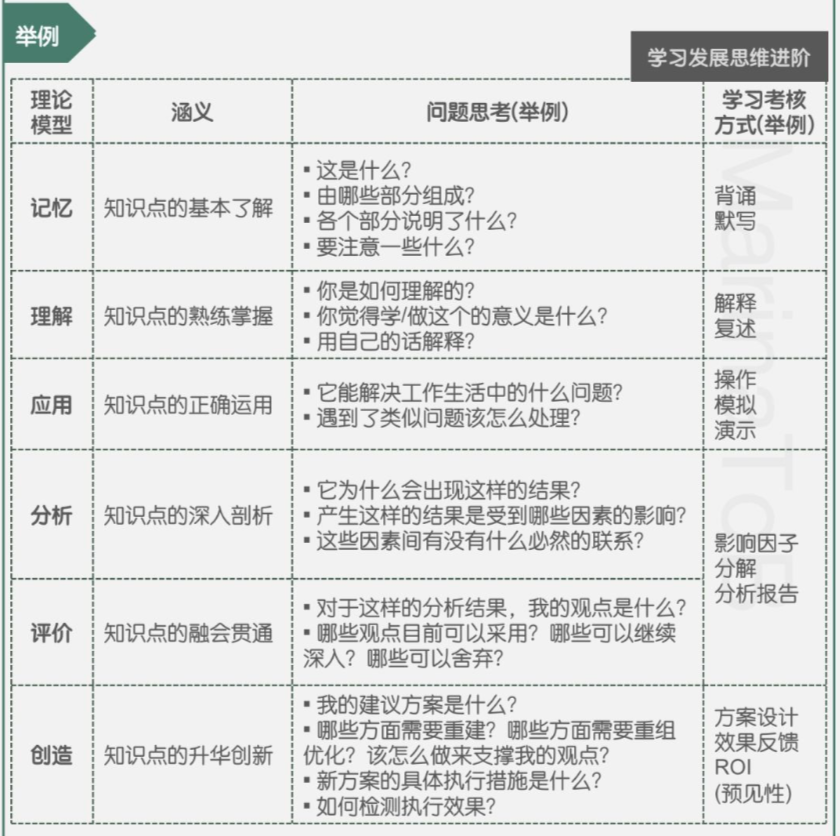 举例
学习发展思维进阶
理论模型 涵义 问题思考(举例) 学习考核方式(举例)
记忆 知识点的基本了解
▪ 这是什么？
▪ 由哪些部分组成？
▪ 各个部分说明了什么？
▪ 要注意一些什么？
背诵
默写
理解 知识点的熟练掌握
▪ 你是如何理解的？
▪ 你觉得学/做这个的意义是什么？
▪ 用自己的话解释？
解释
复述
应用 知识点的正确运用
▪ 它能解决工作生活中的什么问题？
▪ 遇到了类似问题该怎么处理？
操作
模拟
演示
分析 知识点的深入剖析
▪ 它为什么会出现这样的结果？
▪ 产生这样的结果是受到哪些因素的影响？
▪ 这些因素间有没有什么必然的联系？
影响因子
分解
分析报告
评价 知识点的融会贯通
▪ 对于这样的分析结果，我的观点是什么？
▪ 哪些观点目前可以采用？哪些可以继续
深入？哪些可以舍弃？
创造 知识点的升华创新
▪ 我的建议方案是什么？
▪ 哪些方面需要重建？哪些方面需要重组
优化？该怎么做来支撑我的观点？
▪ 新方案的具体执行措施是什么？
▪ 如何检测执行效果？
方案设计
效果反馈
ROI
(预见性)